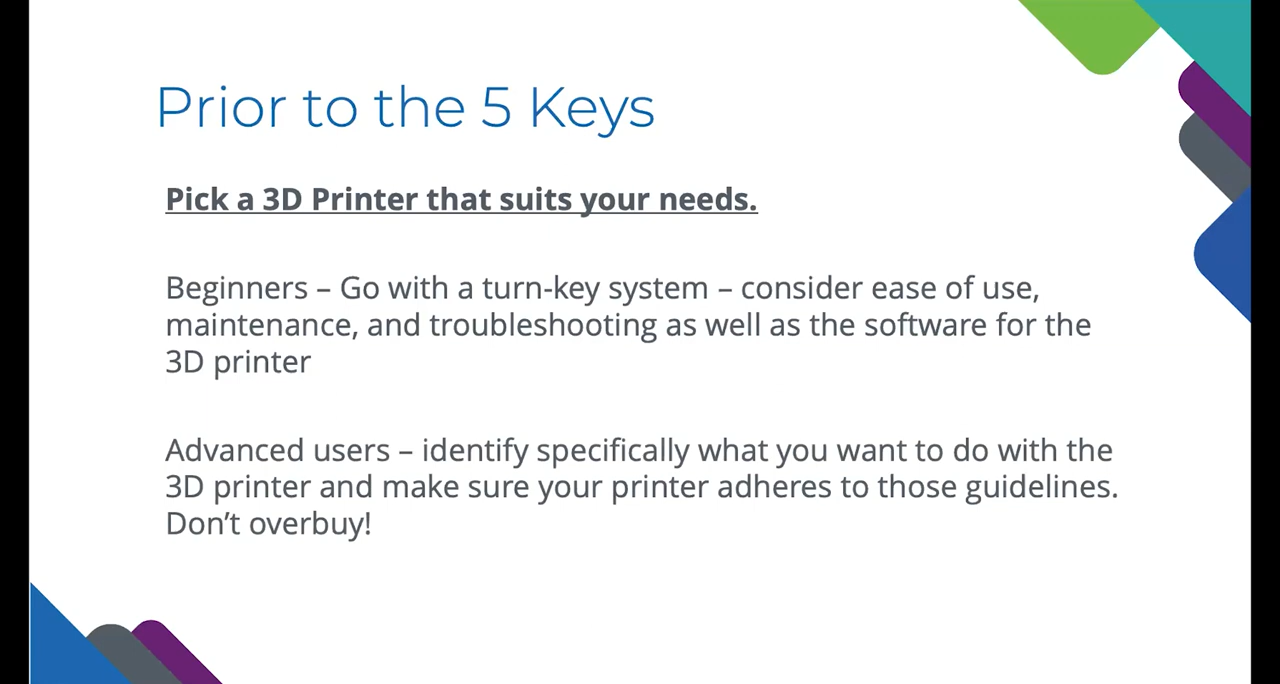 Prior to the 5 Keys
Pick a 3D Printer that suits your needs.
Beginners – Go with a turn-key system – consider ease of use,
maintenance, and troubleshooting as well as the software for the
3D printer
Advanced users – identify specifically what you want to do with the
3D printer and make sure your printer adheres to those guidelines.
Don’t overbuy!